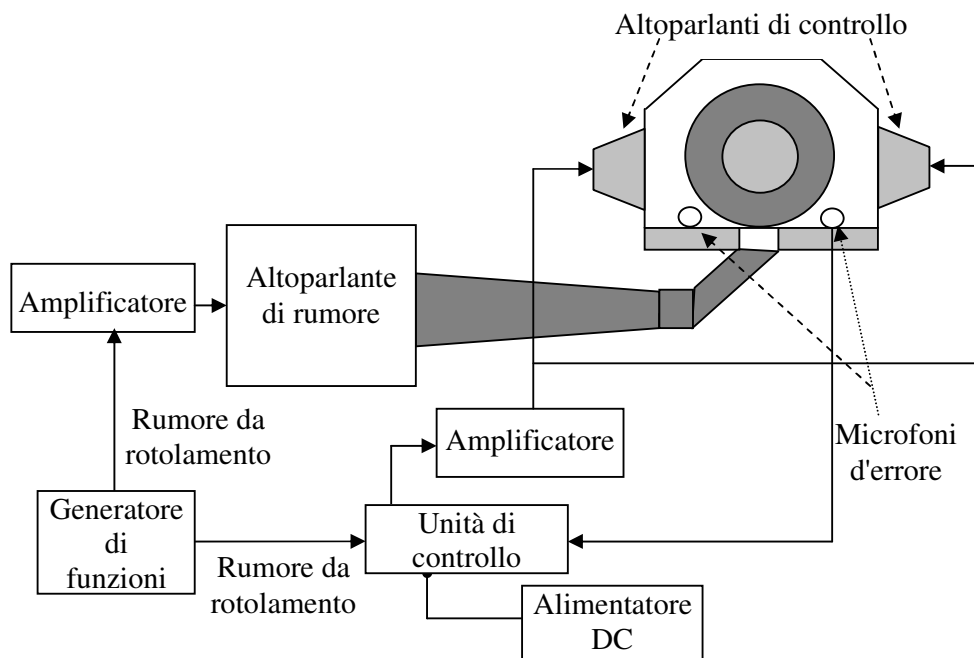 Altoparlanti di controllo
Altoparlante
di rumore
Amplificatore
Rumore da
rotolamento
Amplificatore
Microfoni
d'errore
Generatore
di
funzioni
Unità di
controllo
Rumore da
rotolamento
Alimentatore
DC